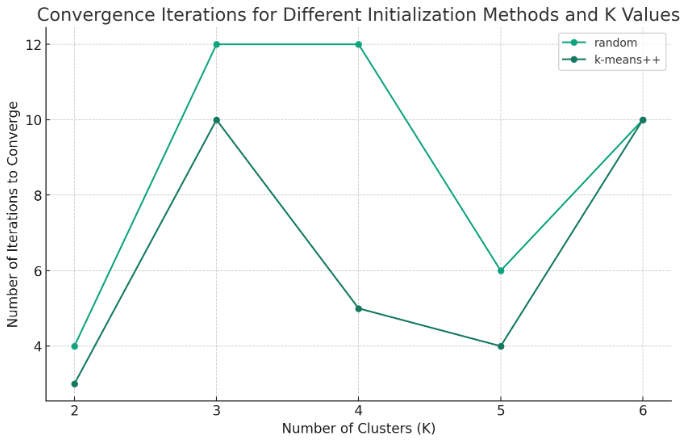 Convergence Iterations for Different Initialization Methods and K Values
random
k-means++
Number of Iterations to Converge
12
10
8
6
4
2
3
4
5
6
Number of Clusters (K)